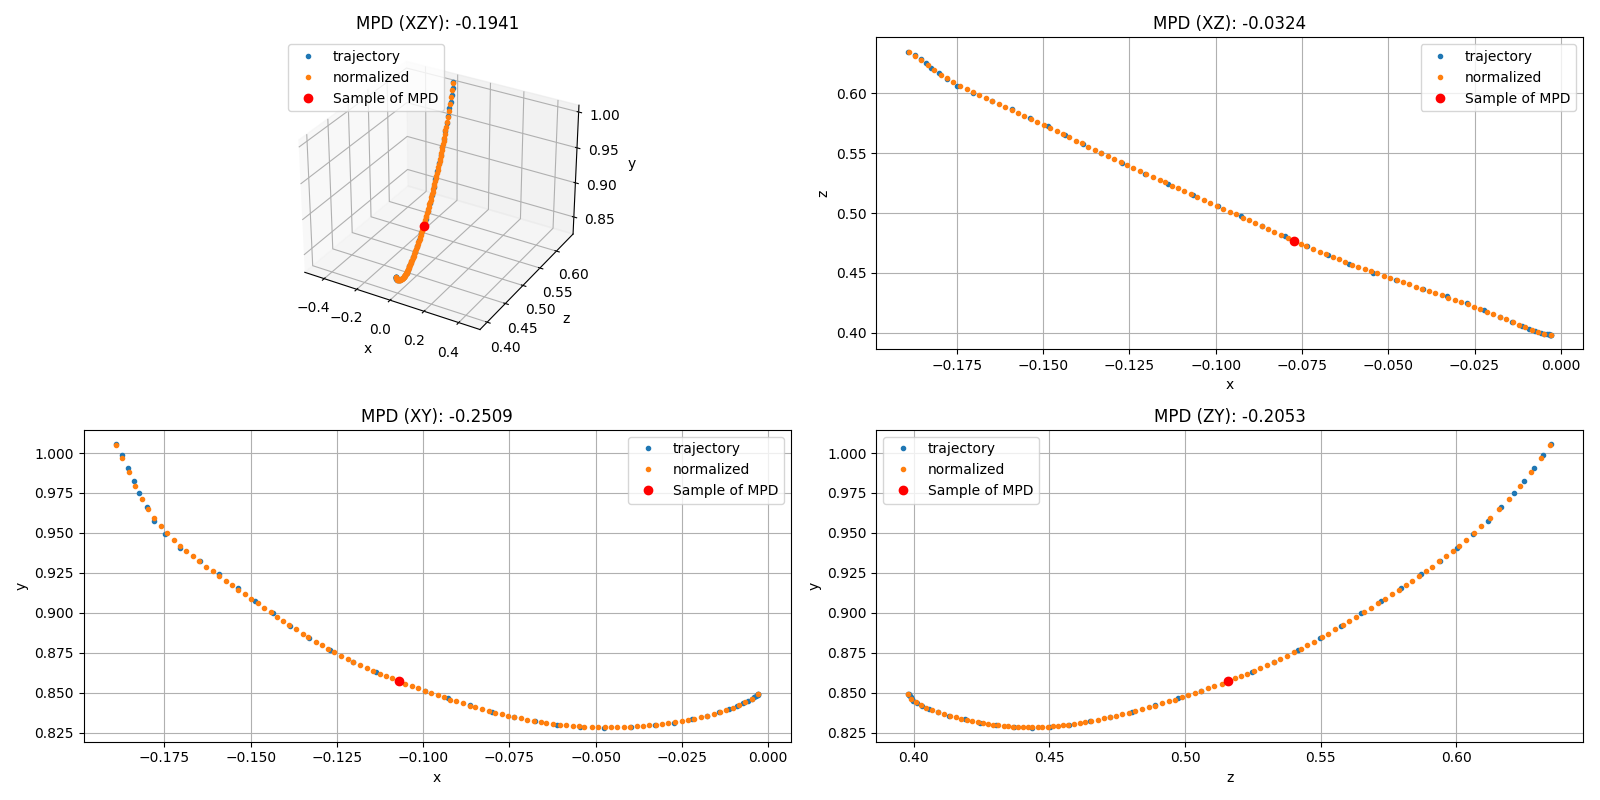 MPD (XZY): -0.1941
trajectory
normalized
Sample of MPD
1.00
0.95
0.90
0.85
y
0.60
0.55
0.50
0.45
0.40
z
−0.4
−0.2
0.0
0.2
0.4
x
MPD (XZ): -0.0324
trajectory
normalized
Sample of MPD
0.60
0.55
0.50
0.45
0.40
z
−0.175
−0.150
−0.125
−0.100
−0.075
−0.050
−0.025
0.000
x
MPD (XY): -0.2509
trajectory
normalized
Sample of MPD
1.000
0.975
0.950
0.925
0.900
0.875
0.850
0.825
y
−0.175
−0.150
−0.125
−0.100
−0.075
−0.050
−0.025
0.000
x
MPD (ZY): -0.2053
trajectory
normalized
Sample of MPD
1.000
0.975
0.950
0.925
0.900
0.875
0.850
0.825
y
0.40
0.45
0.50
0.55
0.60
z